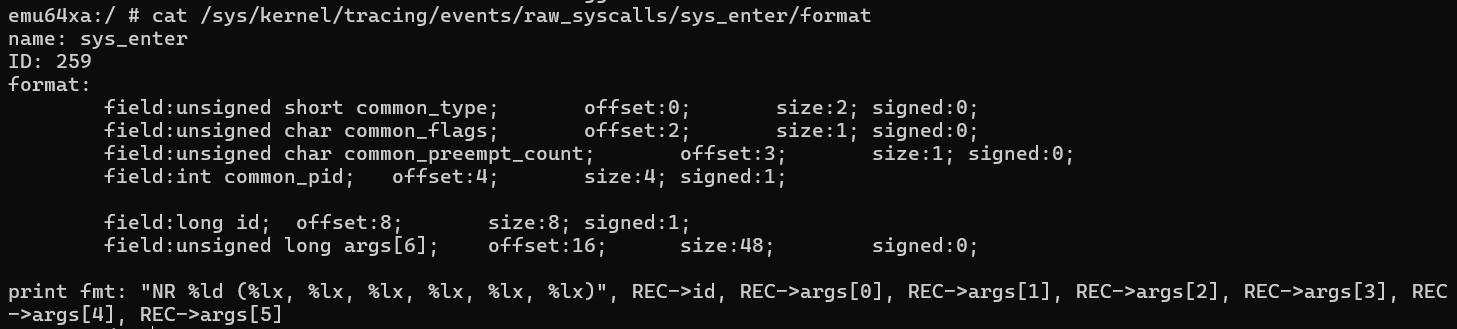 emu64xa:/ # cat /sys/kernel/tracing/events/raw_syscalls/sys_enter/format
name: sys_enter
ID: 259
format:
        field:unsigned short common_type;       offset:0;       size:2; signed:0;
        field:unsigned char common_flags;       offset:2;       size:1; signed:0;
        field:unsigned char common_preempt_count;       offset:3;       size:1; signed:0;
        field:int common_pid;   offset:4;       size:4; signed:1;

        field:long id;  offset:8;       size:8; signed:1;
        field:unsigned long args[6];    offset:16;      size:48;        signed:0;

print fmt: "NR %ld (%lx, %lx, %lx, %lx, %lx, %lx)", REC->id, REC->args[0], REC->args[1], REC->args[2], REC->args[3], REC
->args[4], REC->args[5]